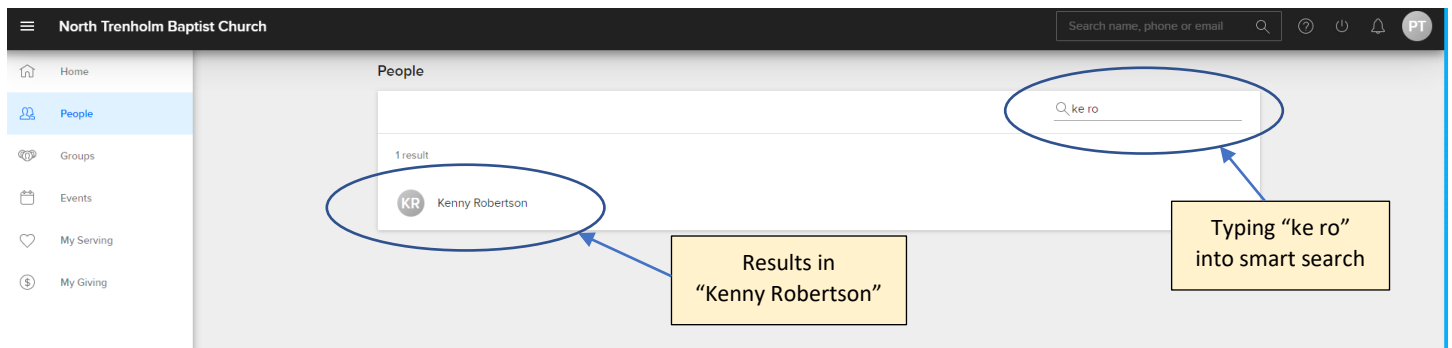 North Trenholm Baptist Church
Search name, phone or email
PT
Home
People
Groups
Events
My Serving
My Giving
People
ke ro
1 result
KR Kenny Robertson
Typing “ke ro”
into smart search
Results in
“Kenny Robertson”